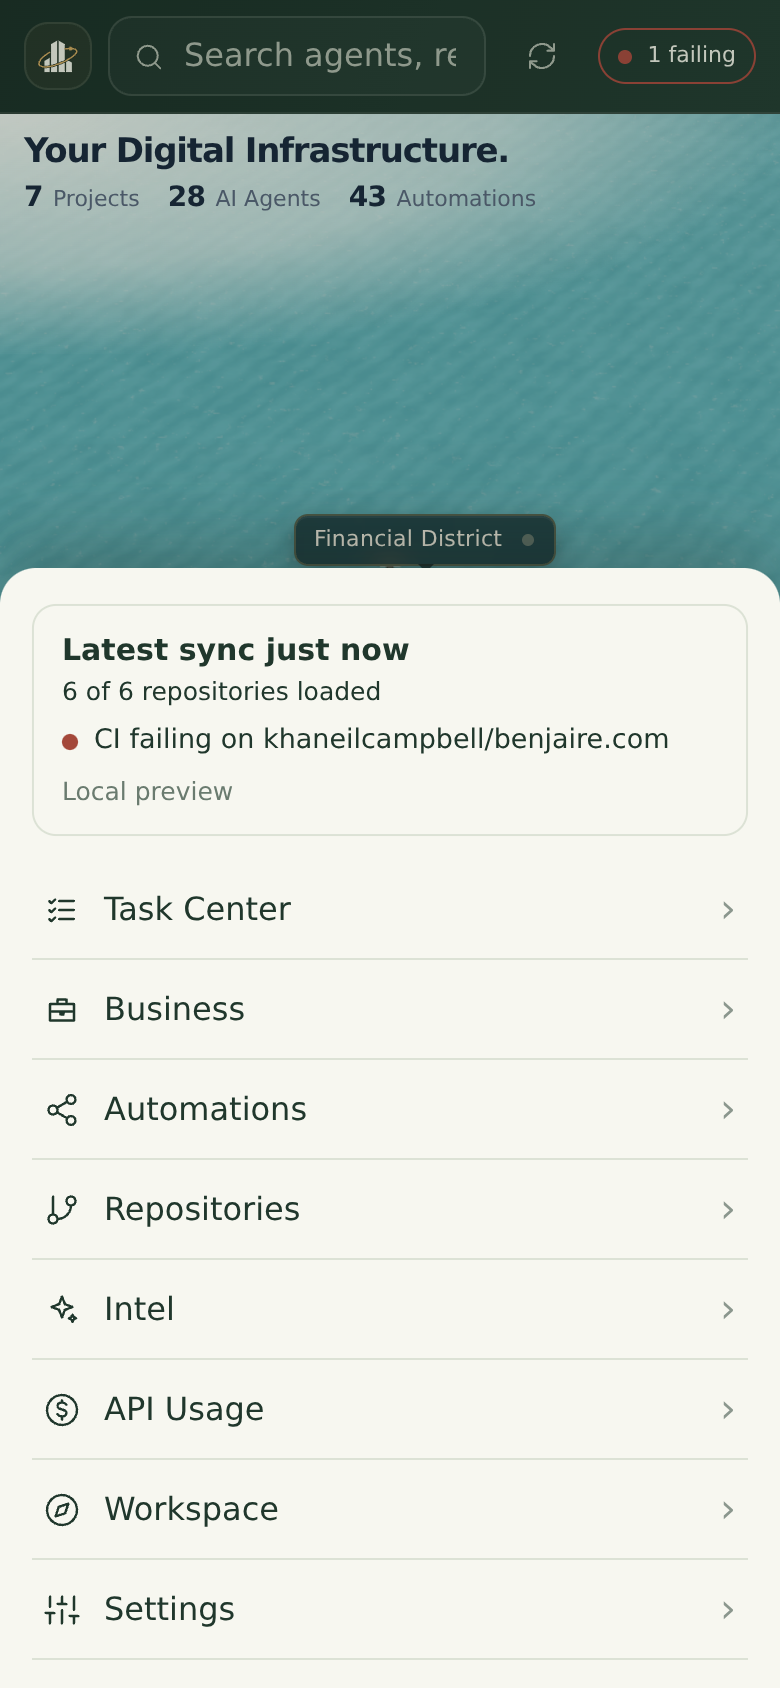 Search agents, re
1 failing
Your Digital Infrastructure.
7 Projects 28 AI Agents 43 Automations
Financial District
Latest sync just now
6 of 6 repositories loaded
CI failing on khaneilcampbell/benjaire.com
Local preview
Task Center
Business
Automations
Repositories
Intel
API Usage
Workspace
Settings